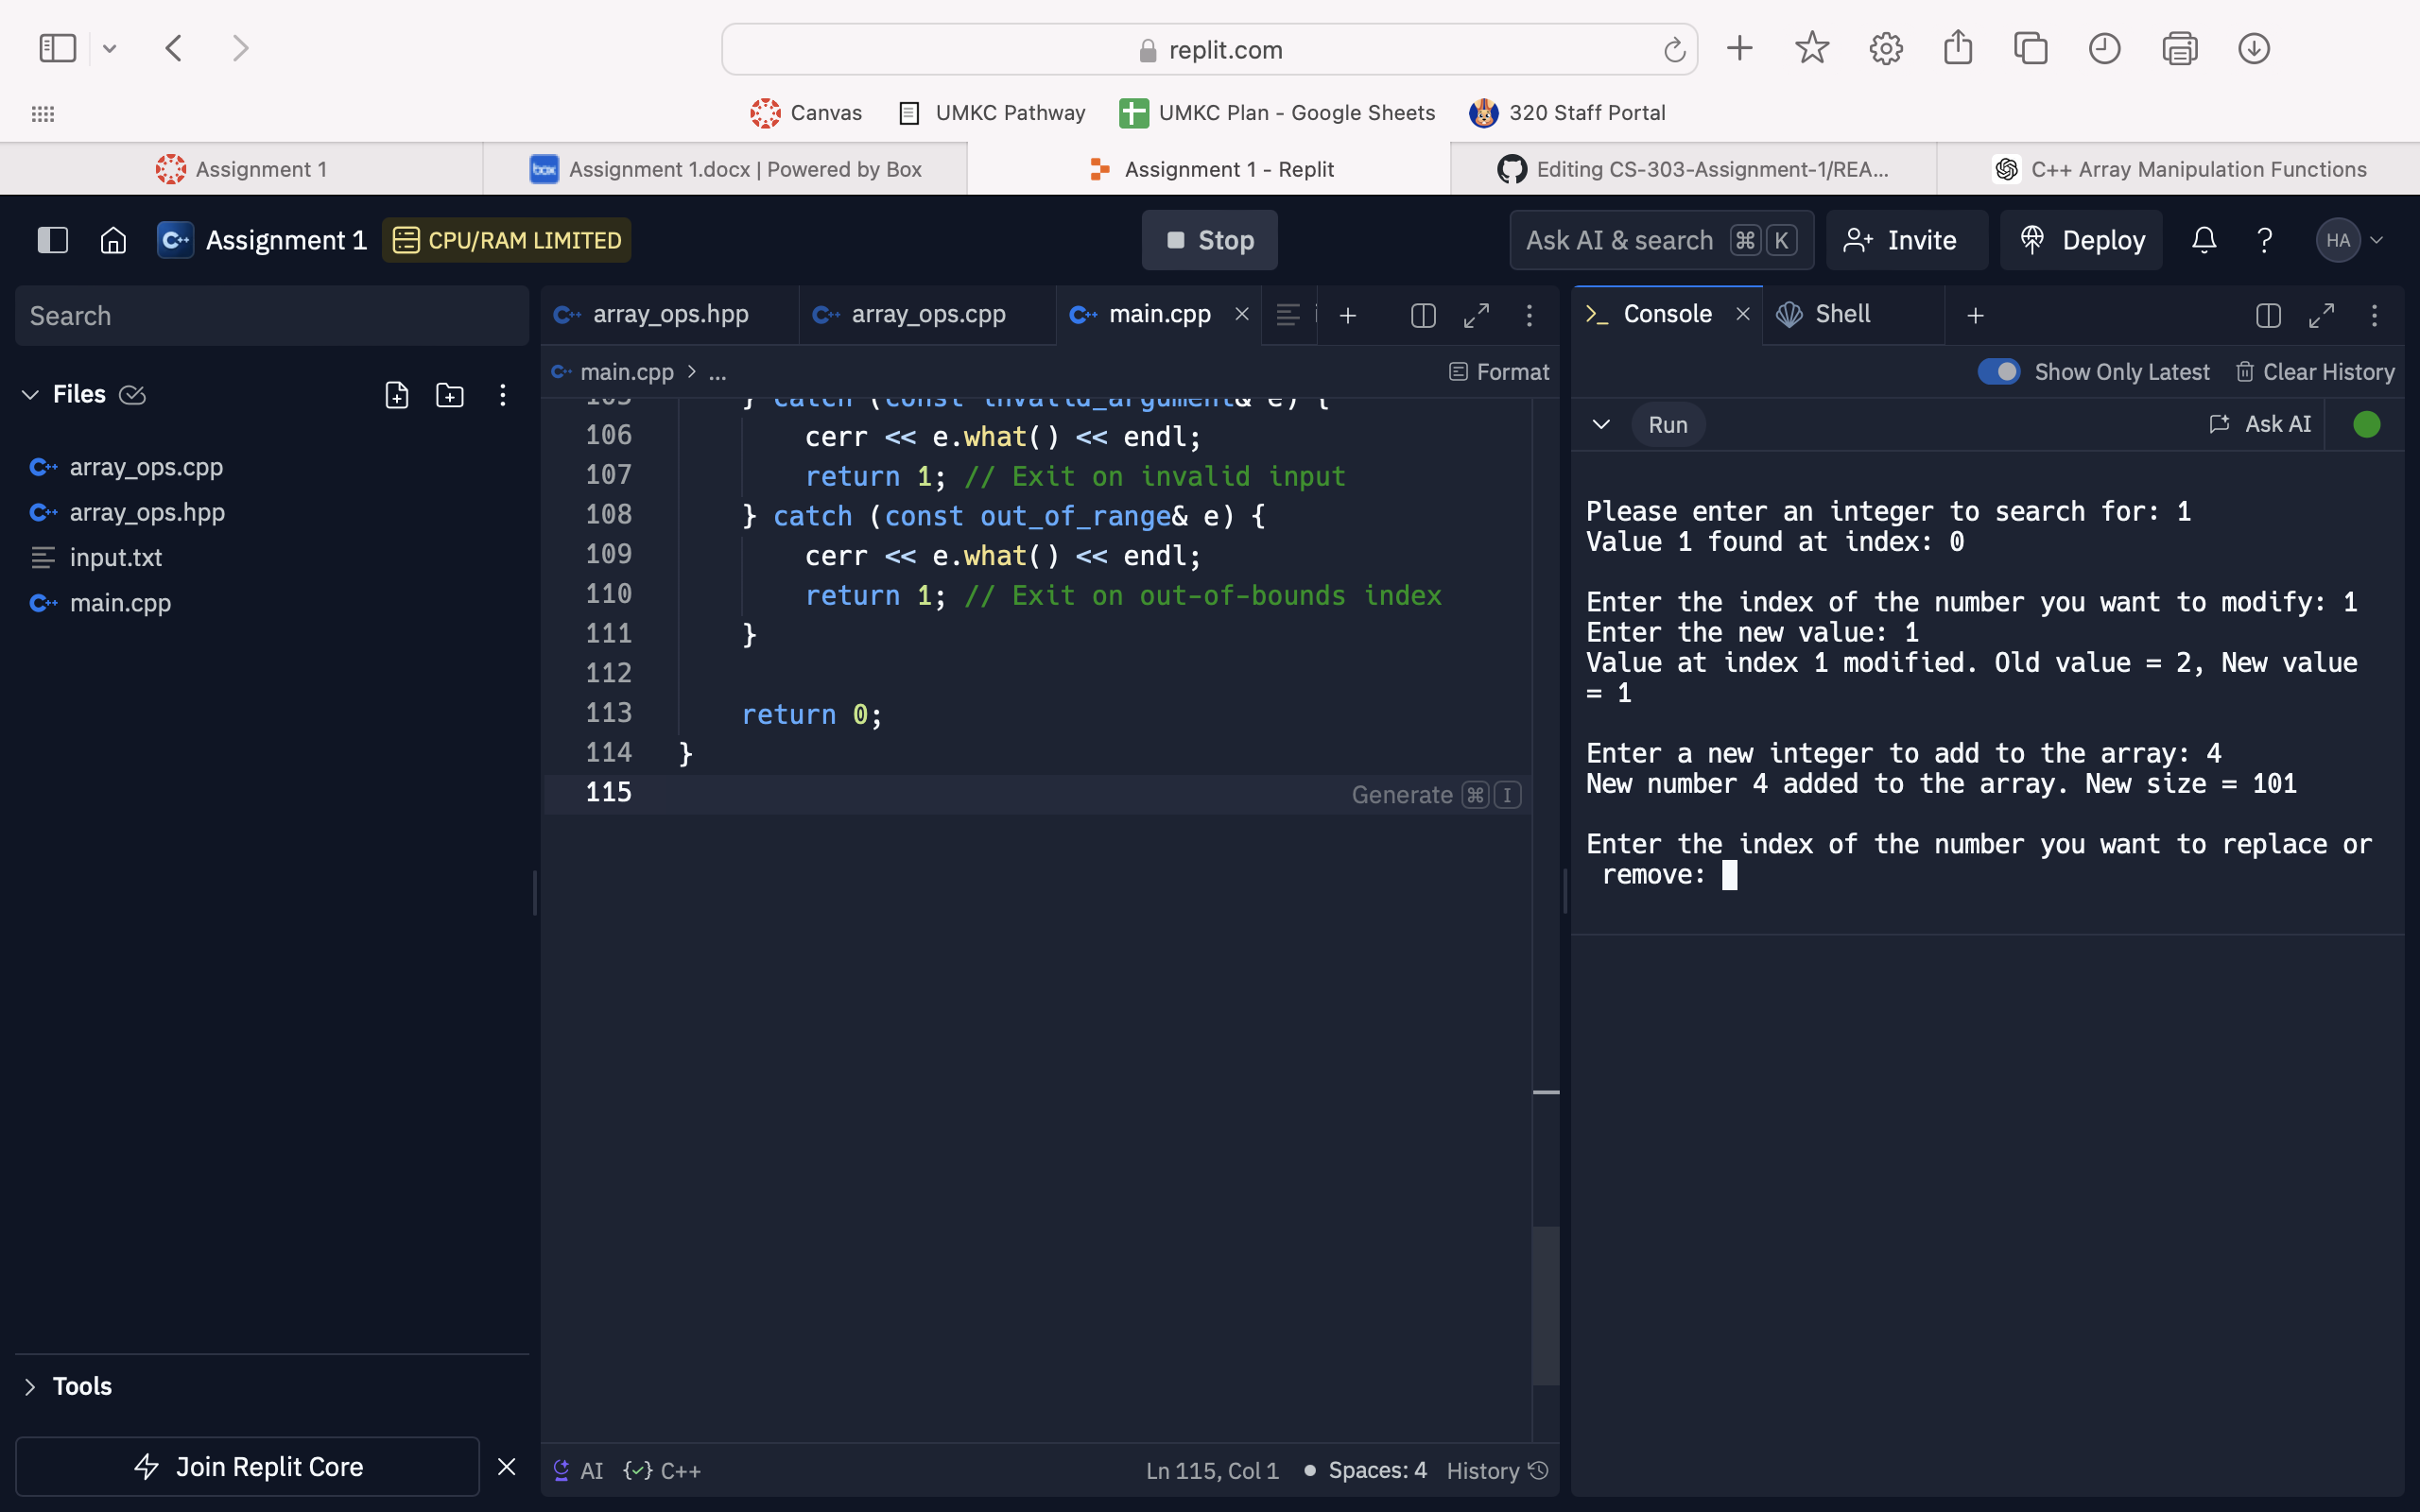 replit.com
Canvas
UMKC Pathway
UMKC Plan - Google Sheets
320 Staff Portal
Assignment 1
box
Assignment 1.docx | Powered by Box
Assignment 1 - Replit
Editing CS-303-Assignment-1/REA...
C++ Array Manipulation Functions
C++
Assignment 1
CPU/RAM LIMITED
Stop
Ask AI & search ⌘ K
Invite
Deploy
?
HA
Search
Files
array_ops.cpp
array_ops.hpp
input.txt
main.cpp
Tools
Join Replit Core
array_ops.hpp
array_ops.cpp
main.cpp
main.cpp > ...
Format
105 } catch (const invalid_argument& e) {
106 cerr << e.what() << endl;
107 return 1; // Exit on invalid input
108 } catch (const out_of_range& e) {
109 cerr << e.what() << endl;
110 return 1; // Exit on out-of-bounds index
111 }
112
113 return 0;
114 }
115
Generate ⌘ I
AI
{✓} C++
Ln 115, Col 1
Spaces: 4
History
Console
Shell
Show Only Latest
Clear History
Run
Ask AI
Please enter an integer to search for: 1
Value 1 found at index: 0
Enter the index of the number you want to modify: 1
Enter the new value: 1
Value at index 1 modified. Old value = 2, New value
= 1
Enter a new integer to add to the array: 4
New number 4 added to the array. New size = 101
Enter the index of the number you want to replace or
remove: